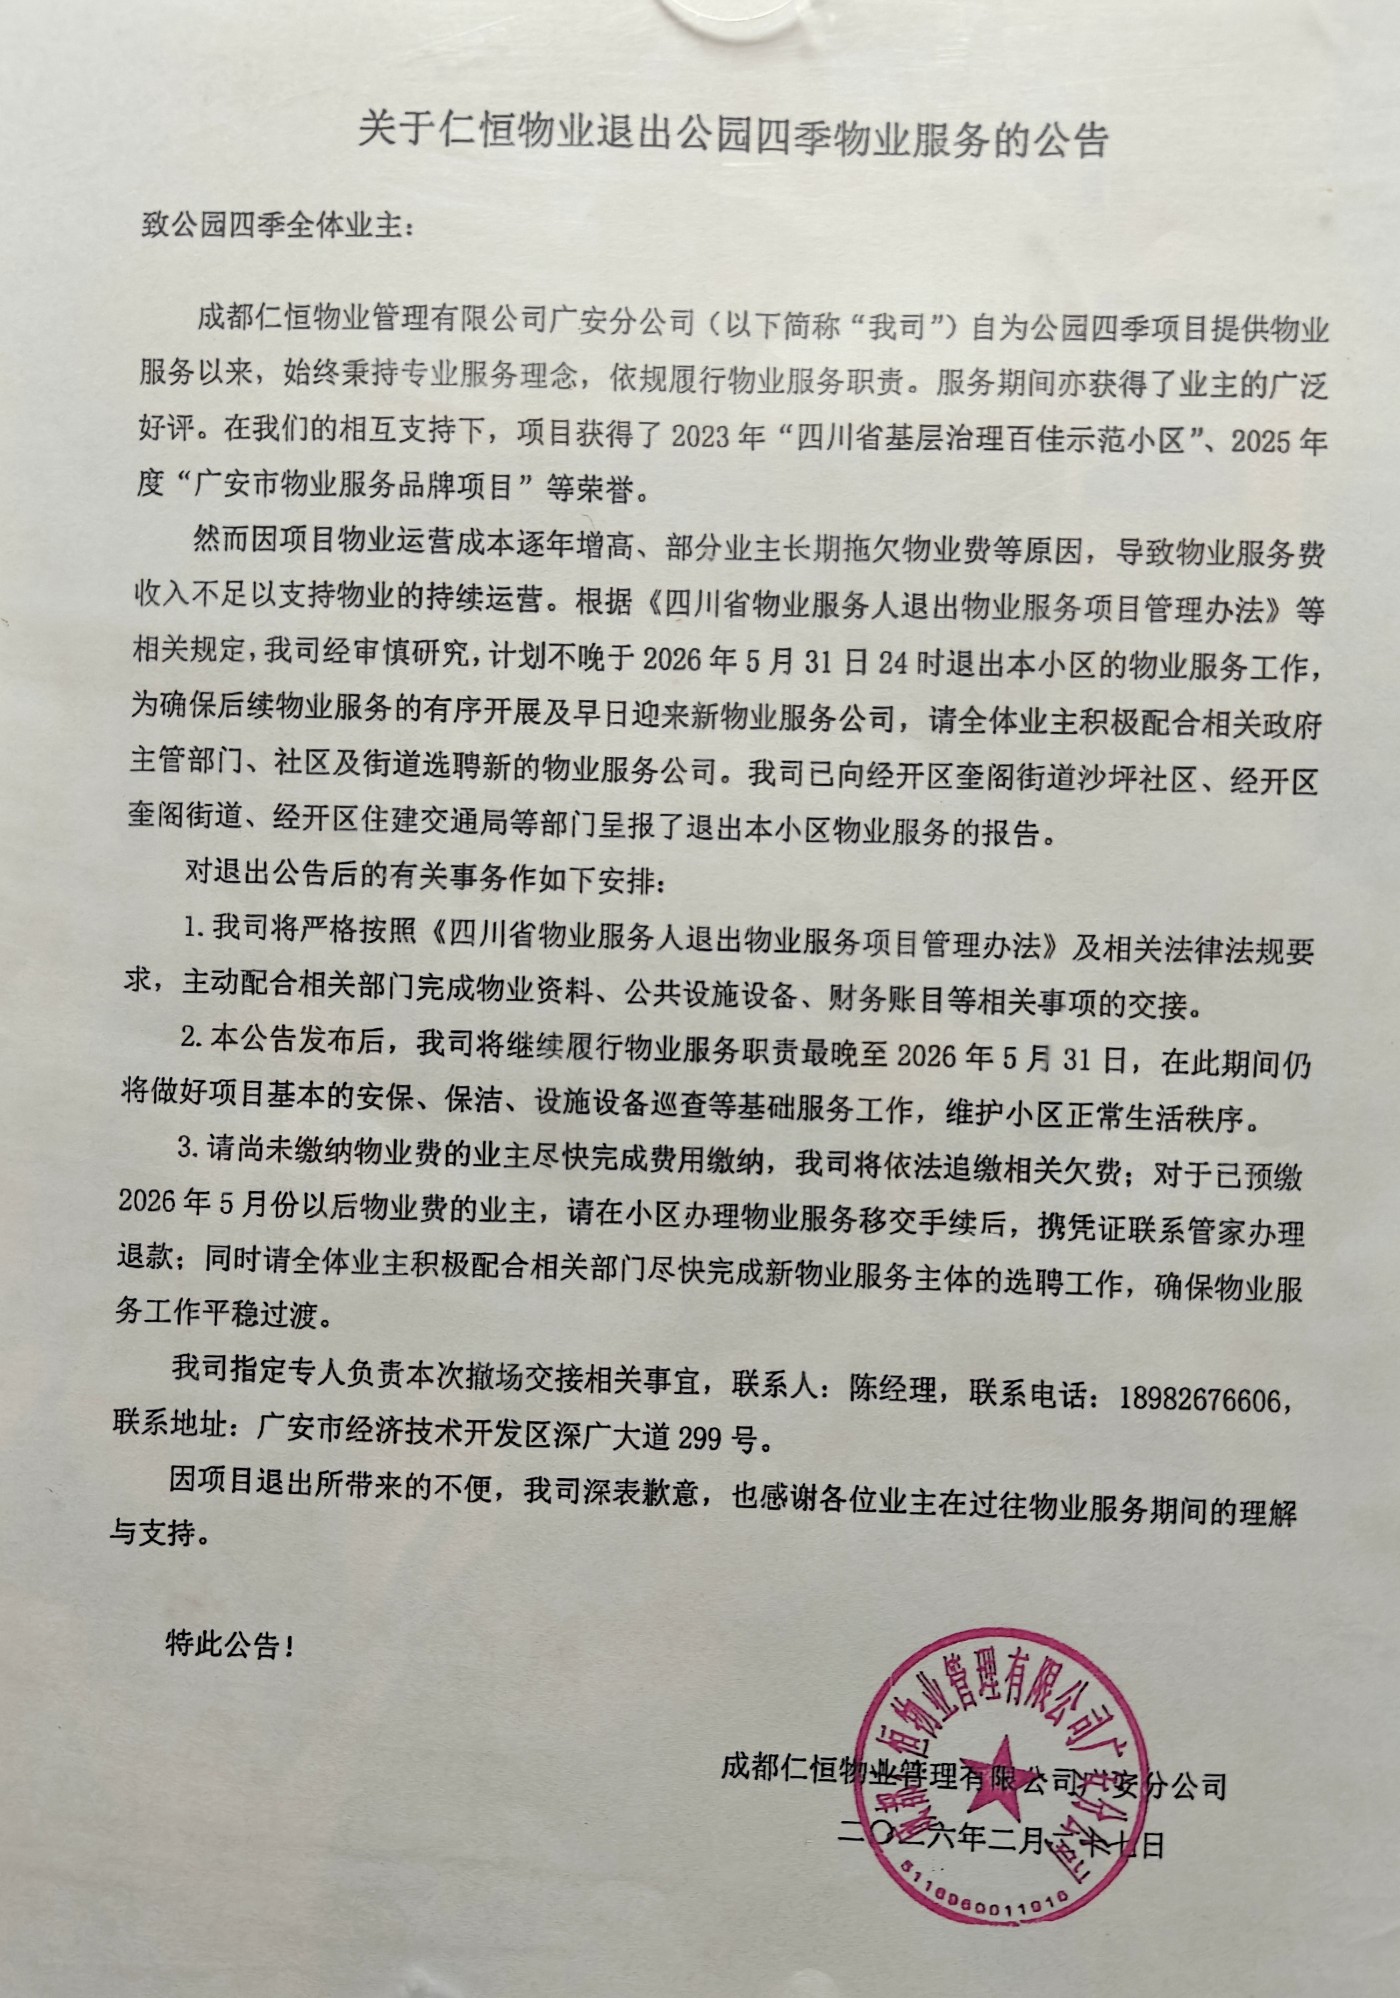 关于仁恒物业退出公园四季物业服务的公告
致公园四季全体业主：
成都仁恒物业管理有限公司广安分公司（以下简称“我司”）自为公园四季项目提供物业
服务以来，始终秉持专业服务理念，依规履行物业服务职责。服务期间亦获得了业主的广泛
好评。在我们的相互支持下，项目获得了 2023 年“四川省基层治理百佳示范小区”、2025 年
度“广安市物业服务品牌项目”等荣誉。
然而因项目物业运营成本逐年增高、部分业主长期拖欠物业费等原因，导致物业服务费
收入不足以支持物业的持续运营。根据《四川省物业服务人退出物业服务项目管理办法》等
相关规定，我司经审慎研究，计划不晚于 2026 年 5 月 31 日 24 时退出本小区的物业服务工作，
为确保后续物业服务的有序开展及早日迎来新物业服务公司，请全体业主积极配合相关政府
主管部门、社区及街道选聘新的物业服务公司。我司已向经开区奎阁街道沙坪社区、经开区
奎阁街道、经开区住建交通局等部门呈报了退出本小区物业服务的报告。
对退出公告后的有关事务作如下安排：
1. 我司将严格按照《四川省物业服务人退出物业服务项目管理办法》及相关法律法规要
求，主动配合相关部门完成物业资料、公共设施设备、财务账目等相关事项的交接。
2. 本公告发布后，我司将继续履行物业服务职责最晚至 2026 年 5 月 31 日，在此期间仍
将做好项目基本的安保、保洁、设施设备巡查等基础服务工作，维护小区正常生活秩序。
3. 请尚未缴纳物业费的业主尽快完成费用缴纳，我司将依法追缴相关欠费；对于已预缴
2026 年 5 月份以后物业费的业主，请在小区办理物业服务移交手续后，携凭证联系管家办理
退款；同时请全体业主积极配合相关部门尽快完成新物业服务主体的选聘工作，确保物业服
务工作平稳过渡。
我司指定专人负责本次撤场交接相关事宜，联系人：陈经理，联系电话：18982676606，
联系地址：广安市经济技术开发区深广大道 299 号。
因项目退出所带来的不便，我司深表歉意，也感谢各位业主在过往物业服务期间的理解
与支持。
特此公告！
成都仁恒物业管理有限公司广安分公司
成都仁恒物业管理有限公司广安分公司
二〇二六年二月二十七日